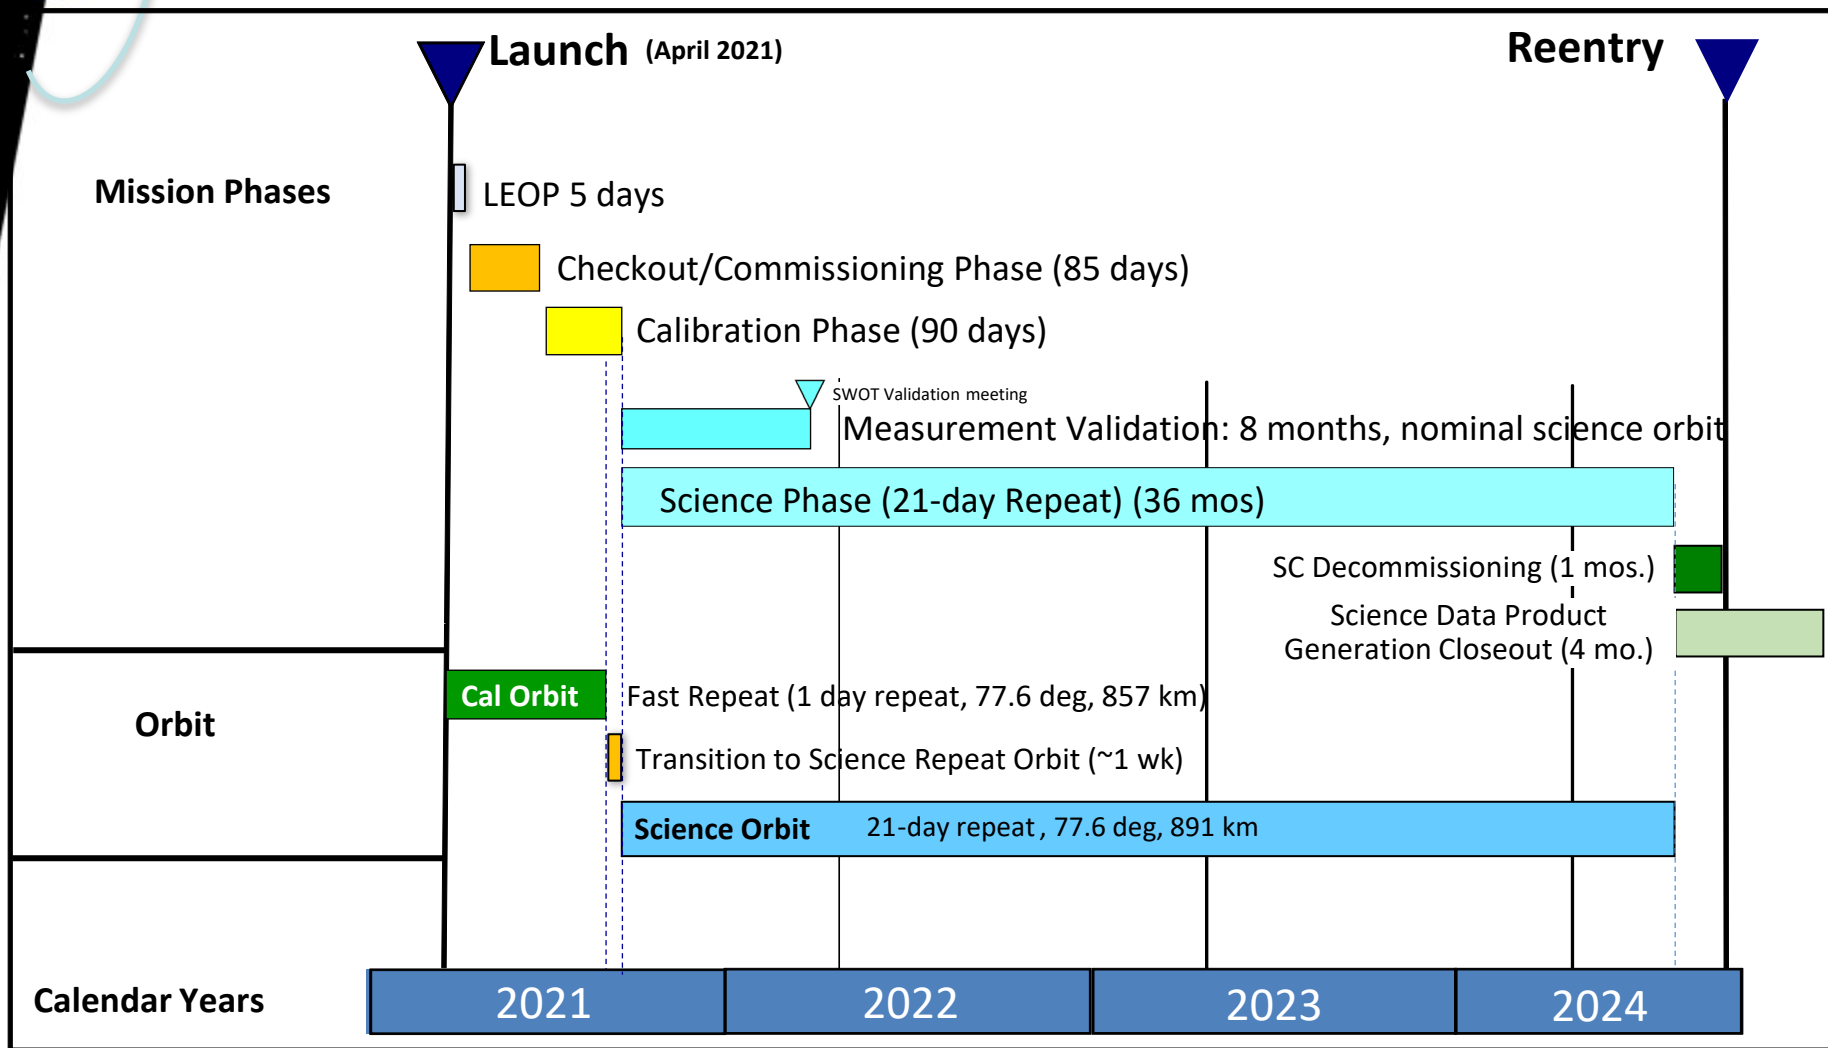 Launch (April 2021)
Reentry
Mission Phases
LEOP 5 days
Checkout/Commissioning Phase (85 days)
Calibration Phase (90 days)
SWOT Validation meeting
Measurement Validation: 8 months, nominal science orbit
Science Phase (21-day Repeat) (36 mos)
SC Decommissioning (1 mos.)
Science Data Product
Generation Closeout (4 mo.)
Orbit
Cal Orbit
Fast Repeat (1 day repeat, 77.6 deg, 857 km)
Transition to Science Repeat Orbit (~1 wk)
Science Orbit
21-day repeat , 77.6 deg, 891 km
Calendar Years
2021
2022
2023
2024